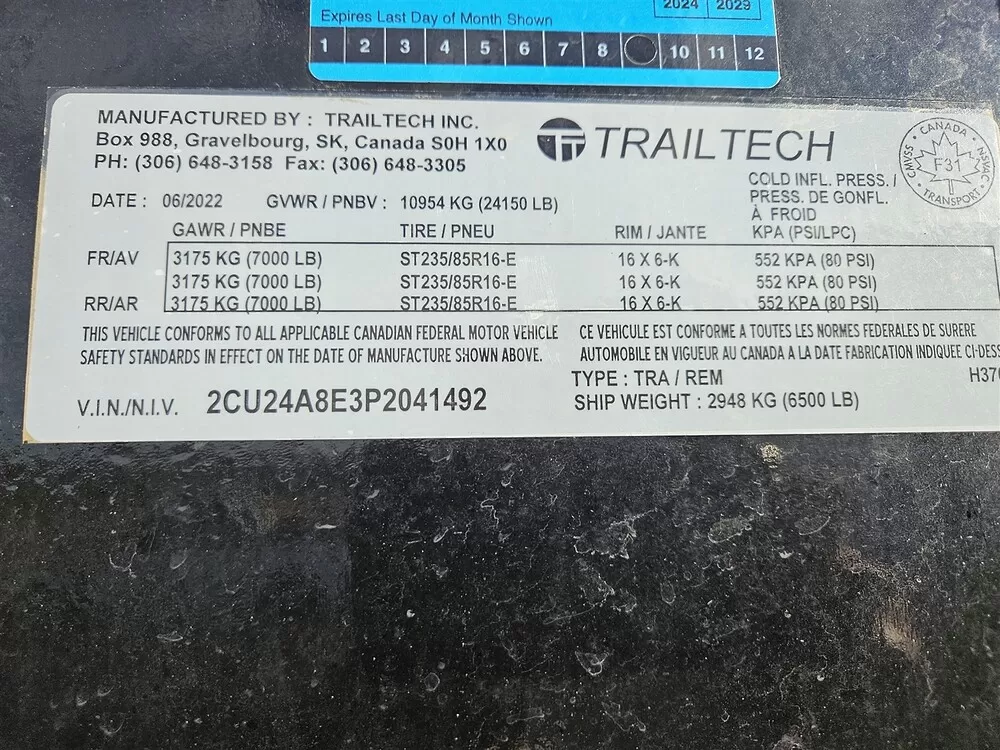 2024 2029
Expires Last Day of Month Shown
1 2 3 4 5 6 7 8 10 11 12
MANUFACTURED BY : TRAILTECH INC.
Box 988, Gravelbourg, SK, Canada S0H 1X0
PH: (306) 648-3158 Fax: (306) 648-3305
TRAILTECH
CANADA
CMVSS F31 NSVAC
TRANSPORT
DATE : 06/2022 GVWR / PNBV : 10954 KG (24150 LB)
COLD INFL. PRESS. /
PRESS. DE GONFL.
À FROID
GAWR / PNBE TIRE / PNEU RIM / JANTE KPA (PSI/LPC)
FR/AV 3175 KG (7000 LB) ST235/85R16-E 16 X 6-K 552 KPA (80 PSI)
3175 KG (7000 LB) ST235/85R16-E 16 X 6-K 552 KPA (80 PSI)
RR/AR 3175 KG (7000 LB) ST235/85R16-E 16 X 6-K 552 KPA (80 PSI)
THIS VEHICLE CONFORMS TO ALL APPLICABLE CANADIAN FEDERAL MOTOR VEHICLE
SAFETY STANDARDS IN EFFECT ON THE DATE OF MANUFACTURE SHOWN ABOVE.
CE VEHICULE EST CONFORME A TOUTES LES NORMES FEDERALES DE SURERE
AUTOMOBILE EN VIGUEUR AU CANADA A LA DATE FABRICATION INDIQUEE CI-DESS
TYPE : TRA / REM H370
V.I.N./N.I.V. 2CU24A8E3P2041492
SHIP WEIGHT : 2948 KG (6500 LB)